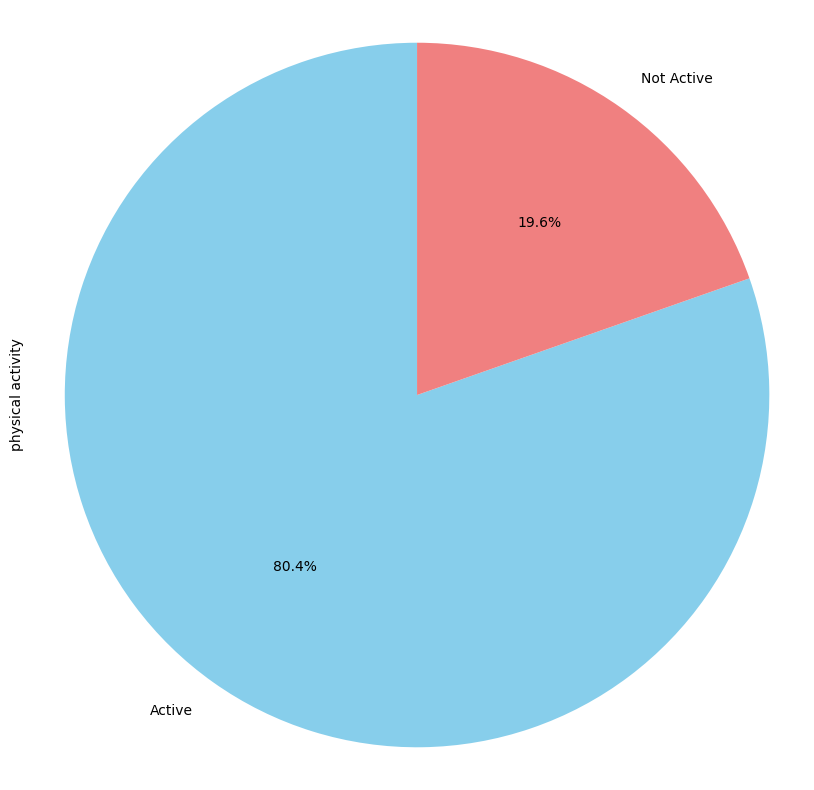 Not Active
19.6%
physical activity
80.4%
Active